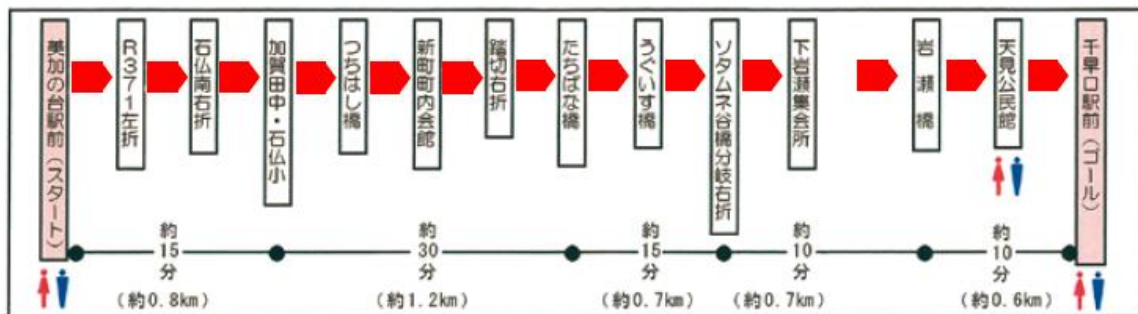 美加の台駅前（スタート）
R371左折
石仏南右折
加賀田中・石仏小
つちはし橋
新町町内会館
踏切右折
たちばな橋
うぐいす橋
ソタムネ谷橋分岐右折
下岩瀬集会所
岩瀬橋
天見公民館
千早口駅前（ゴール）
約15分
（約0.8km）
約30分
（約1.2km）
約15分
（約0.7km）
約10分
（約0.7km）
約10分
（約0.6km）